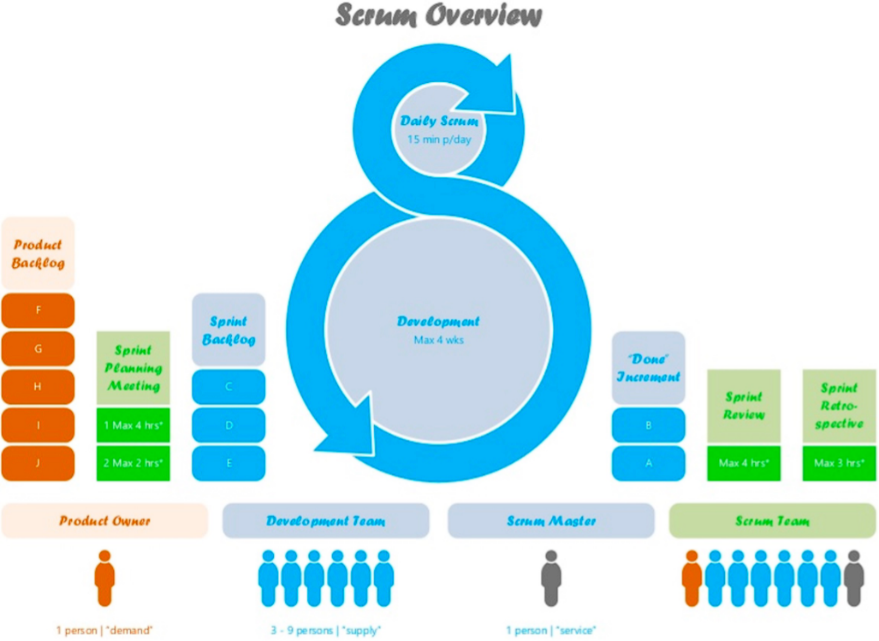 Scrum Overview
Daily Scrum
15 min p/day
Product
Backlog
F
G
H
I
J
Sprint
Planning
Meeting
1 Max 4 hrs*
2 Max 2 hrs*
Sprint
Backlog
C
D
E
Development
Max 4 wks
"Done"
Increment
B
A
Sprint
Review
Max 4 hrs*
Sprint
Retro-
spective
Max 3 hrs*
Product Owner
Development Team
Scrum Master
Scrum Team
1 person | "demand"
3 - 9 persons | "supply"
1 person | "service"